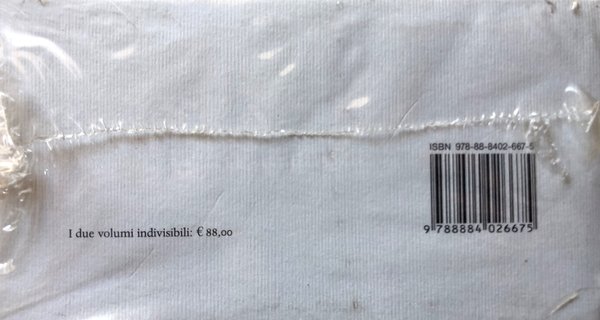 ISBN 978-88-8402-667-5
9 788884 026675
I due volumi indivisibili: € 88,00